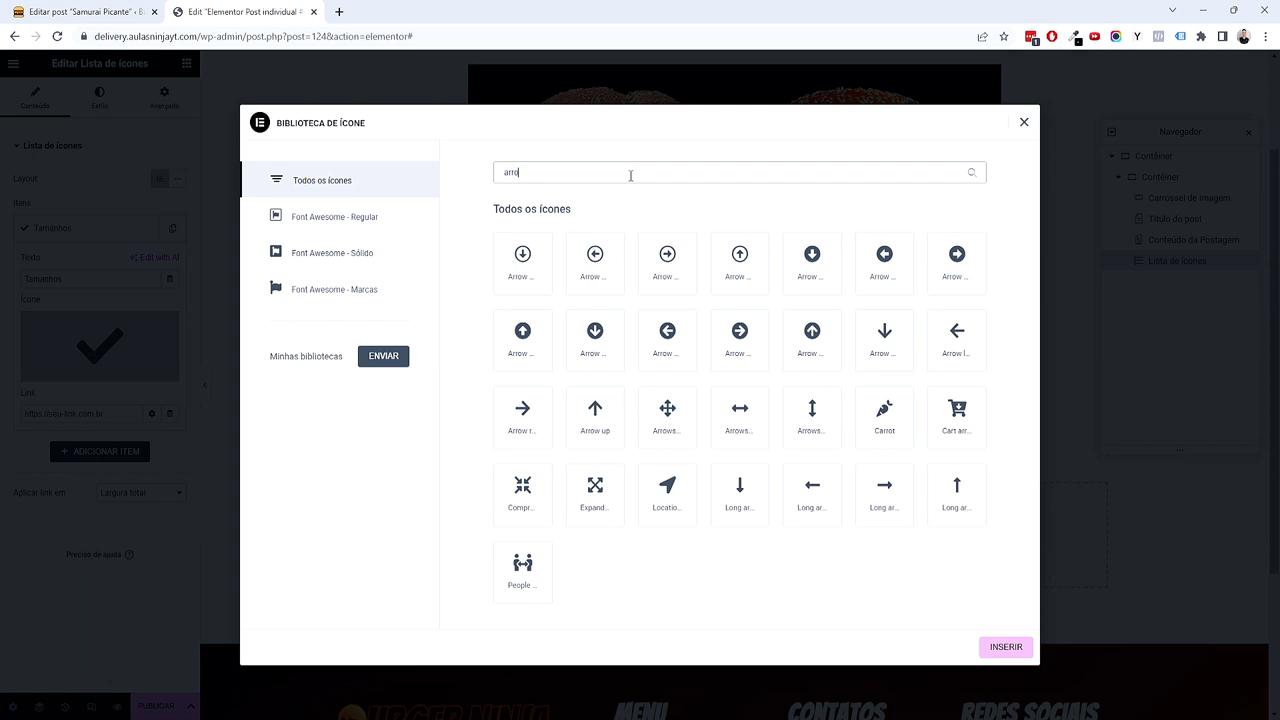 Editar post “Samurai Picante” ‹ B
Edit "Elementor Post individual #
delivery.aulasninjayt.com/wp-admin/post.php?post=124&action=elementor#
Editar Lista de ícones
Conteúdo
Estilo
Avançado
Lista de ícones
Layout
Itens
Tamanhos
Texto
Edit with AI
Tamanhos
Ícone
Link
https://seu-link.com.br
+ ADICIONAR ITEM
Aplicar link em
Largura total
Preciso de ajuda
PUBLICAR
BIBLIOTECA DE ÍCONE
Todos os ícones
Font Awesome - Regular
Font Awesome - Sólido
Font Awesome - Marcas
Minhas bibliotecas
ENVIAR
arro
Todos os ícones
Arrow ... Arrow ... Arrow ... Arrow ... Arrow ... Arrow ... Arrow ...
Arrow ... Arrow ... Arrow ... Arrow ... Arrow ... Arrow ... Arrow l...
Arrow r... Arrow up Arrows... Arrows... Arrows... Carrot Cart arr...
Compr... Expand... Locatio... Long ar... Long ar... Long ar... Long ar...
People ...
INSERIR
Navegador
Contêiner
Contêiner
Carrossel de imagem
Título do post
Conteúdo da Postagem
Lista de ícones
BURGER NINJA
MENU
CONTATOS
REDES SOCIAIS